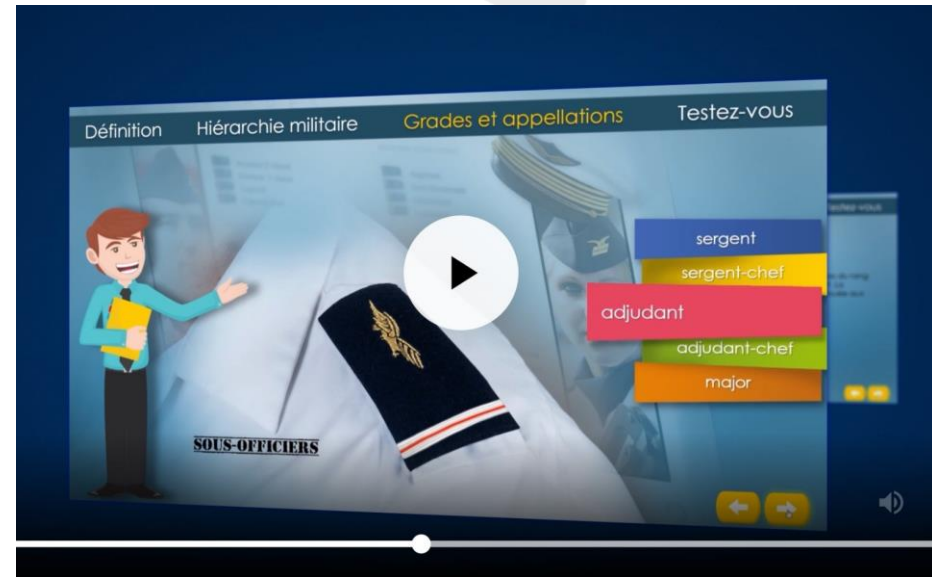 Définition
Hiérarchie militaire
Grades et appellations
Testez-vous
sergent
sergent-chef
adjudant
adjudant-chef
major
SOUS-OFFICIERS